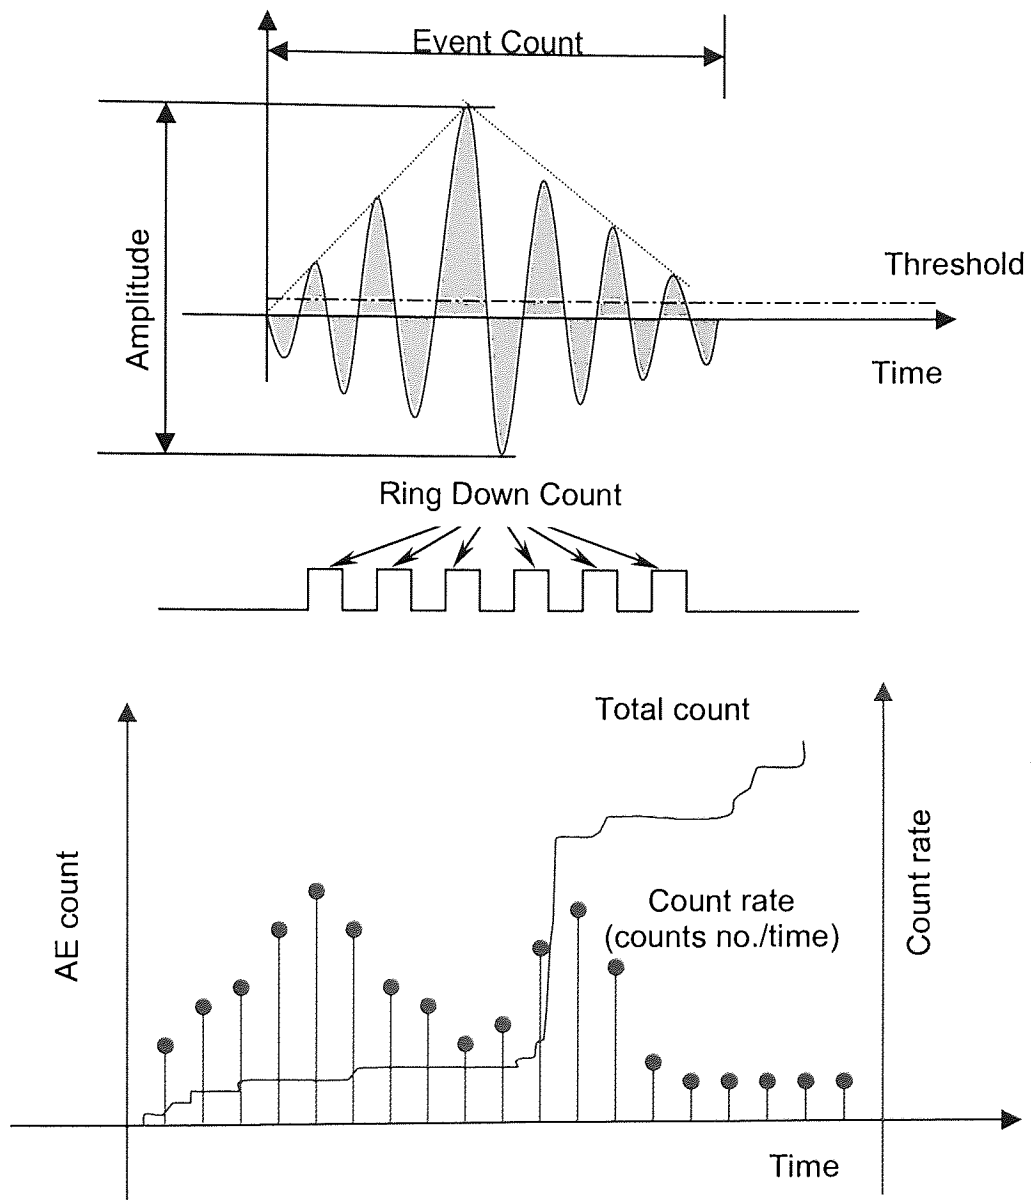 Event Count
Amplitude
Threshold
Time
Ring Down Count
Total count
AE count
Count rate
(counts no./time)
Count rate
Time